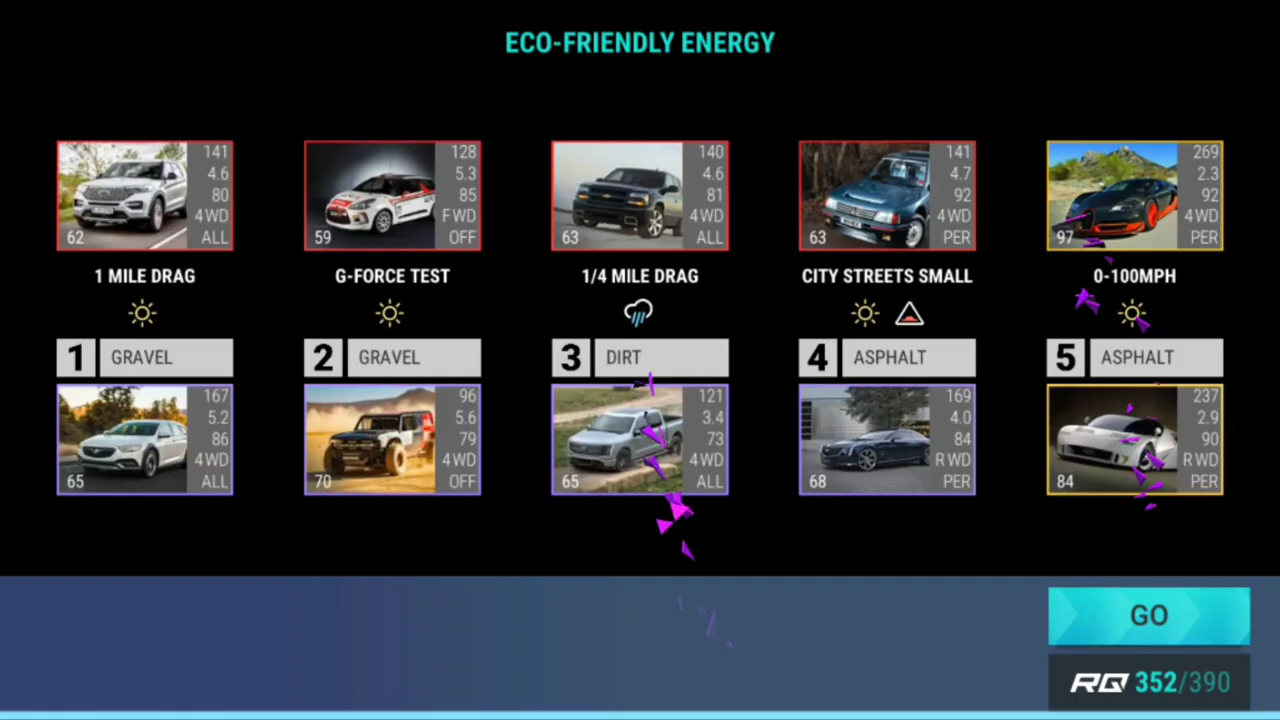 ECO-FRIENDLY ENERGY
141
4.6
80
4WD
62 ALL
128
5.3
85
FWD
59 OFF
140
4.6
81
4WD
63 ALL
141
4.7
92
4WD
63 PER
269
2.3
92
4WD
97 PER
1 MILE DRAG
G-FORCE TEST
1/4 MILE DRAG
CITY STREETS SMALL
0-100MPH
1 GRAVEL
2 GRAVEL
3 DIRT
4 ASPHALT
5 ASPHALT
167
5.2
86
4WD
65 ALL
96
5.6
79
4WD
70 OFF
121
3.4
73
4WD
65 ALL
169
4.0
84
RWD
68 PER
237
2.9
90
RWD
84 PER
GO
RQ 352/390